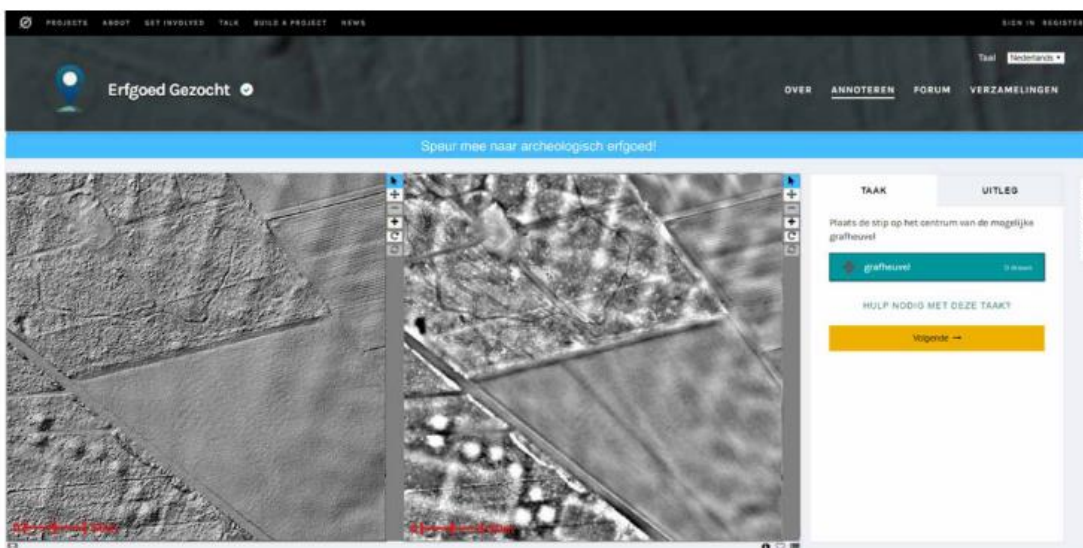 PROJECTS ABOUT GET INVOLVED TALK BUILD A PROJECT NEWS SIGN IN REGISTER
Taal Nederlands
Erfgoed Gezocht
OVER ANNOTEREN FORUM VERZAMELINGEN
Speur mee naar archeologisch erfgoed!
TAAK UITLEG
Plaats de stip op het centrum van de mogelijke
grafheuvel
grafheuvel
HULP NODIG MET DEZE TAAK?
Volgende →